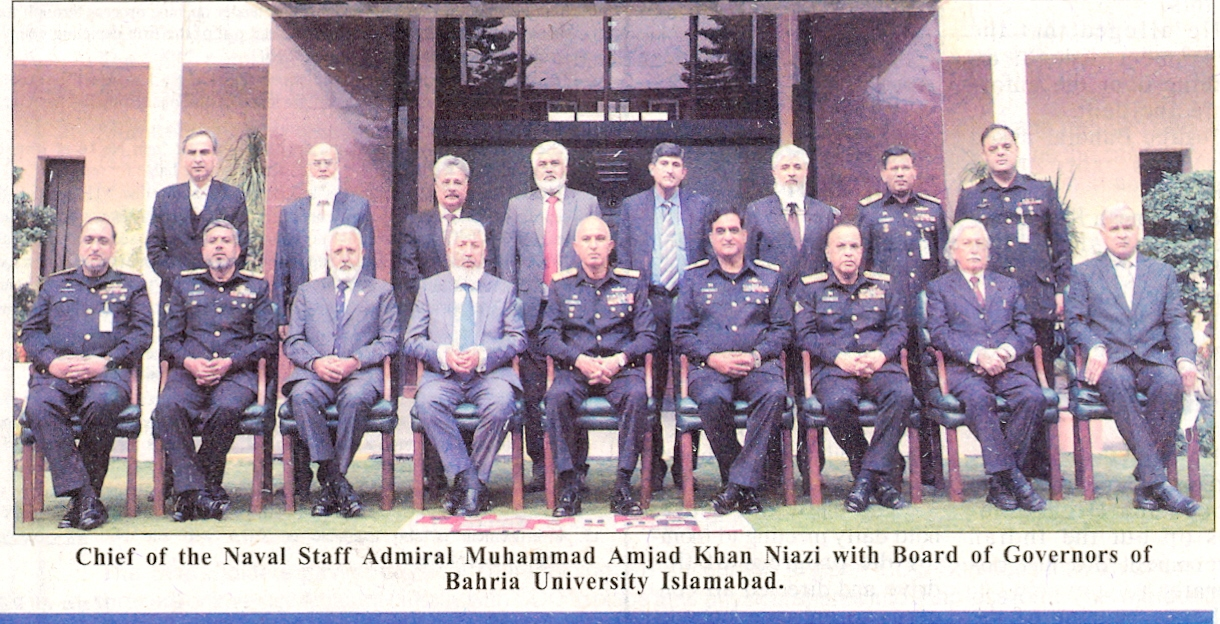 Chief of the Naval Staff Admiral Muhammad Amjad Khan Niazi with Board of Governors of
Bahria University Islamabad.